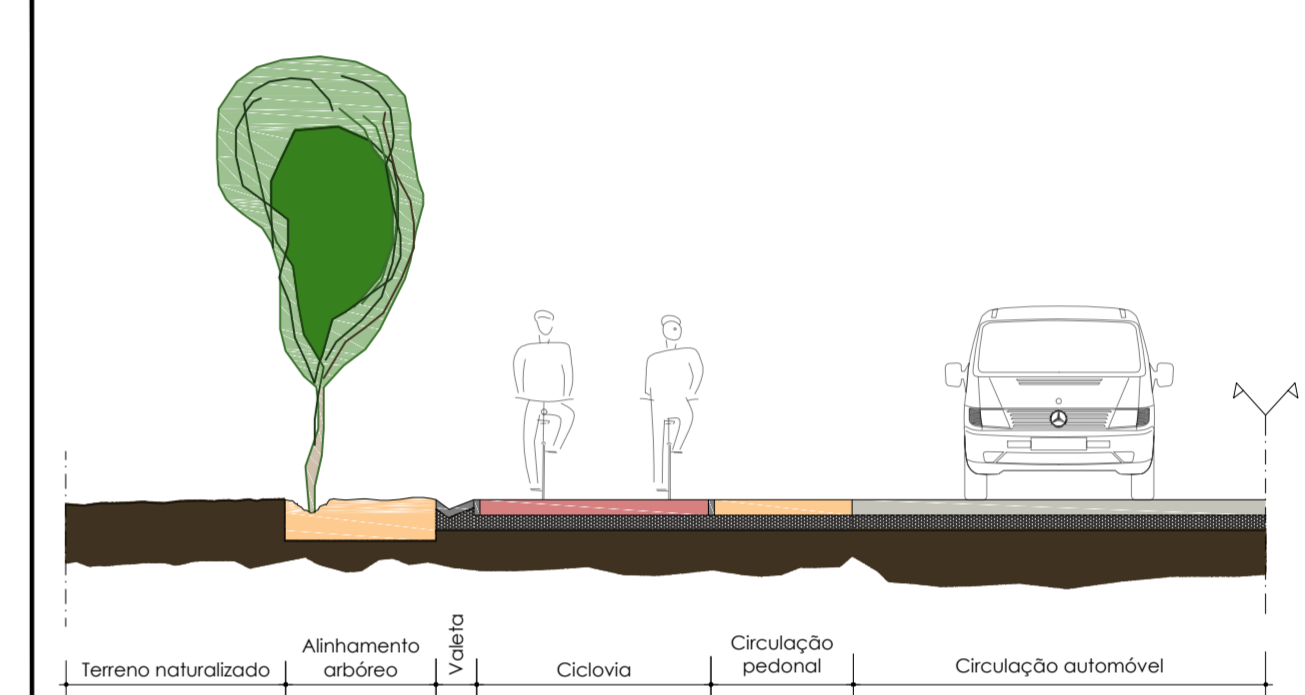 Terreno naturalizado
Alinhamento
arbóreo
Valeta
Ciclovia
Circulação
pedonal
Circulação automóvel